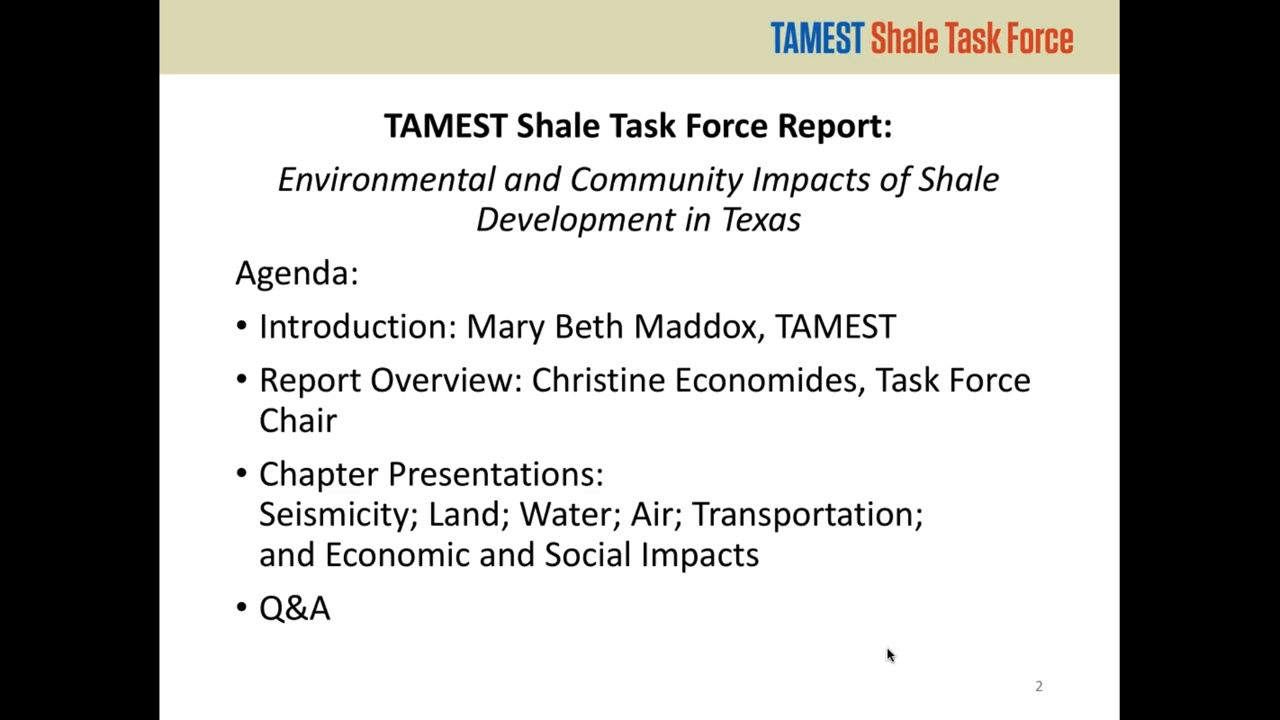 TAMEST Shale Task Force
TAMEST Shale Task Force Report:
Environmental and Community Impacts of Shale
Development in Texas
Agenda:
• Introduction: Mary Beth Maddox, TAMEST
• Report Overview: Christine Economides, Task Force
Chair
• Chapter Presentations:
Seismicity; Land; Water; Air; Transportation;
and Economic and Social Impacts
• Q&A
2